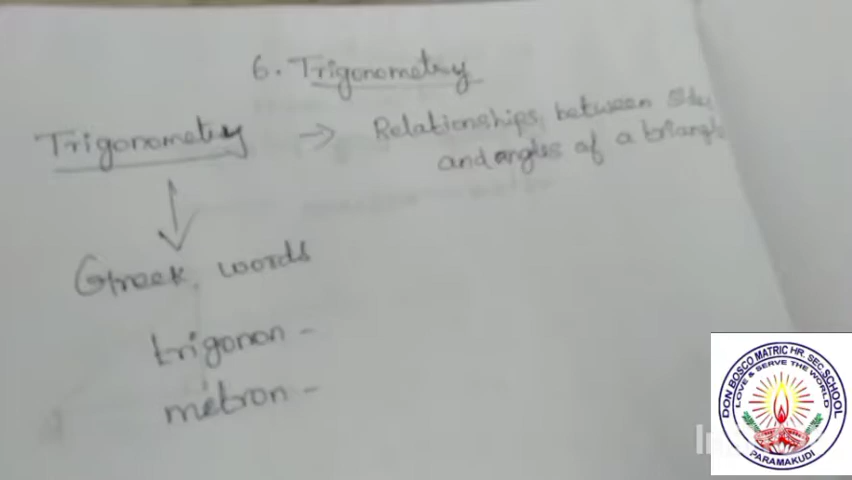 6. Trigonometry
Trigonometry → Relationships between
and angles of a triangle
Greek words
trigonon -
metron -
DON BOSCO MATRIC HR. SEC. SCHOOL
LOVE & SERVE THE WORLD
PARAMAKUDI